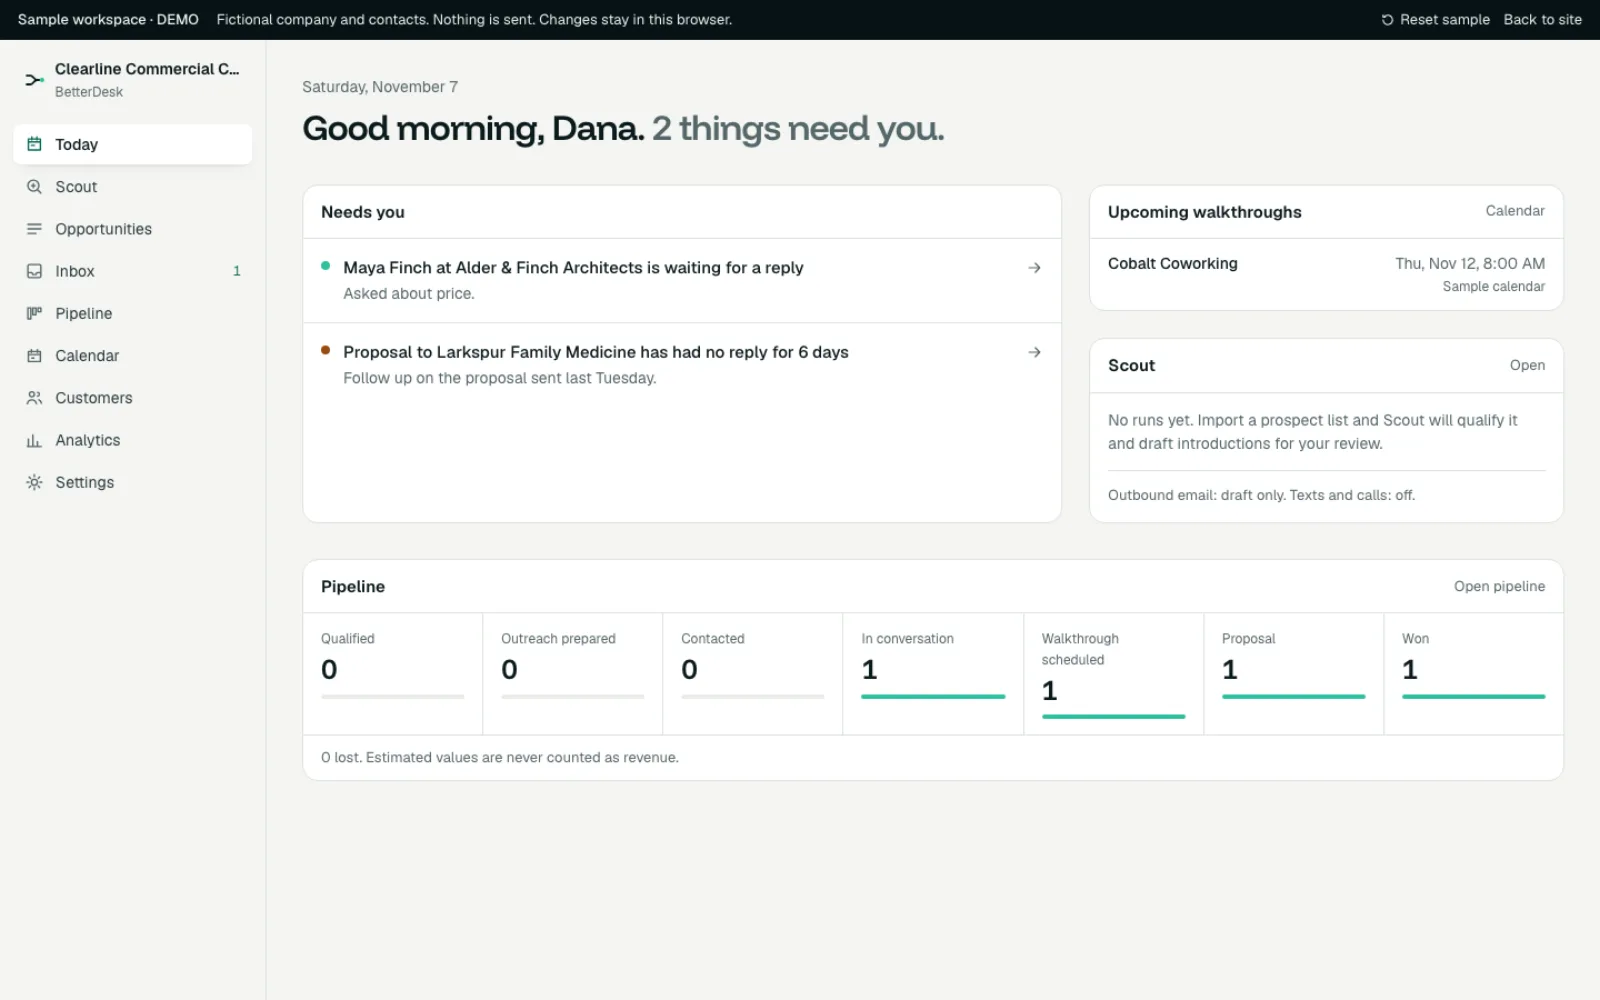 Sample workspace · DEMO
Fictional company and contacts. Nothing is sent. Changes stay in this browser.
Reset sample
Back to site
Clearline Commercial C...
BetterDesk
Today
Scout
Opportunities
Inbox 1
Pipeline
Calendar
Customers
Analytics
Settings
Saturday, November 7
Good morning, Dana. 2 things need you.
Needs you
Maya Finch at Alder & Finch Architects is waiting for a reply
Asked about price.
Proposal to Larkspur Family Medicine has had no reply for 6 days
Follow up on the proposal sent last Tuesday.
Upcoming walkthroughs
Calendar
Cobalt Coworking
Thu, Nov 12, 8:00 AM
Sample calendar
Scout
Open
No runs yet. Import a prospect list and Scout will qualify it
and draft introductions for your review.
Outbound email: draft only. Texts and calls: off.
Pipeline
Open pipeline
Qualified
0
Outreach prepared
0
Contacted
0
In conversation
1
Walkthrough
scheduled
1
Proposal
1
Won
1
0 lost. Estimated values are never counted as revenue.